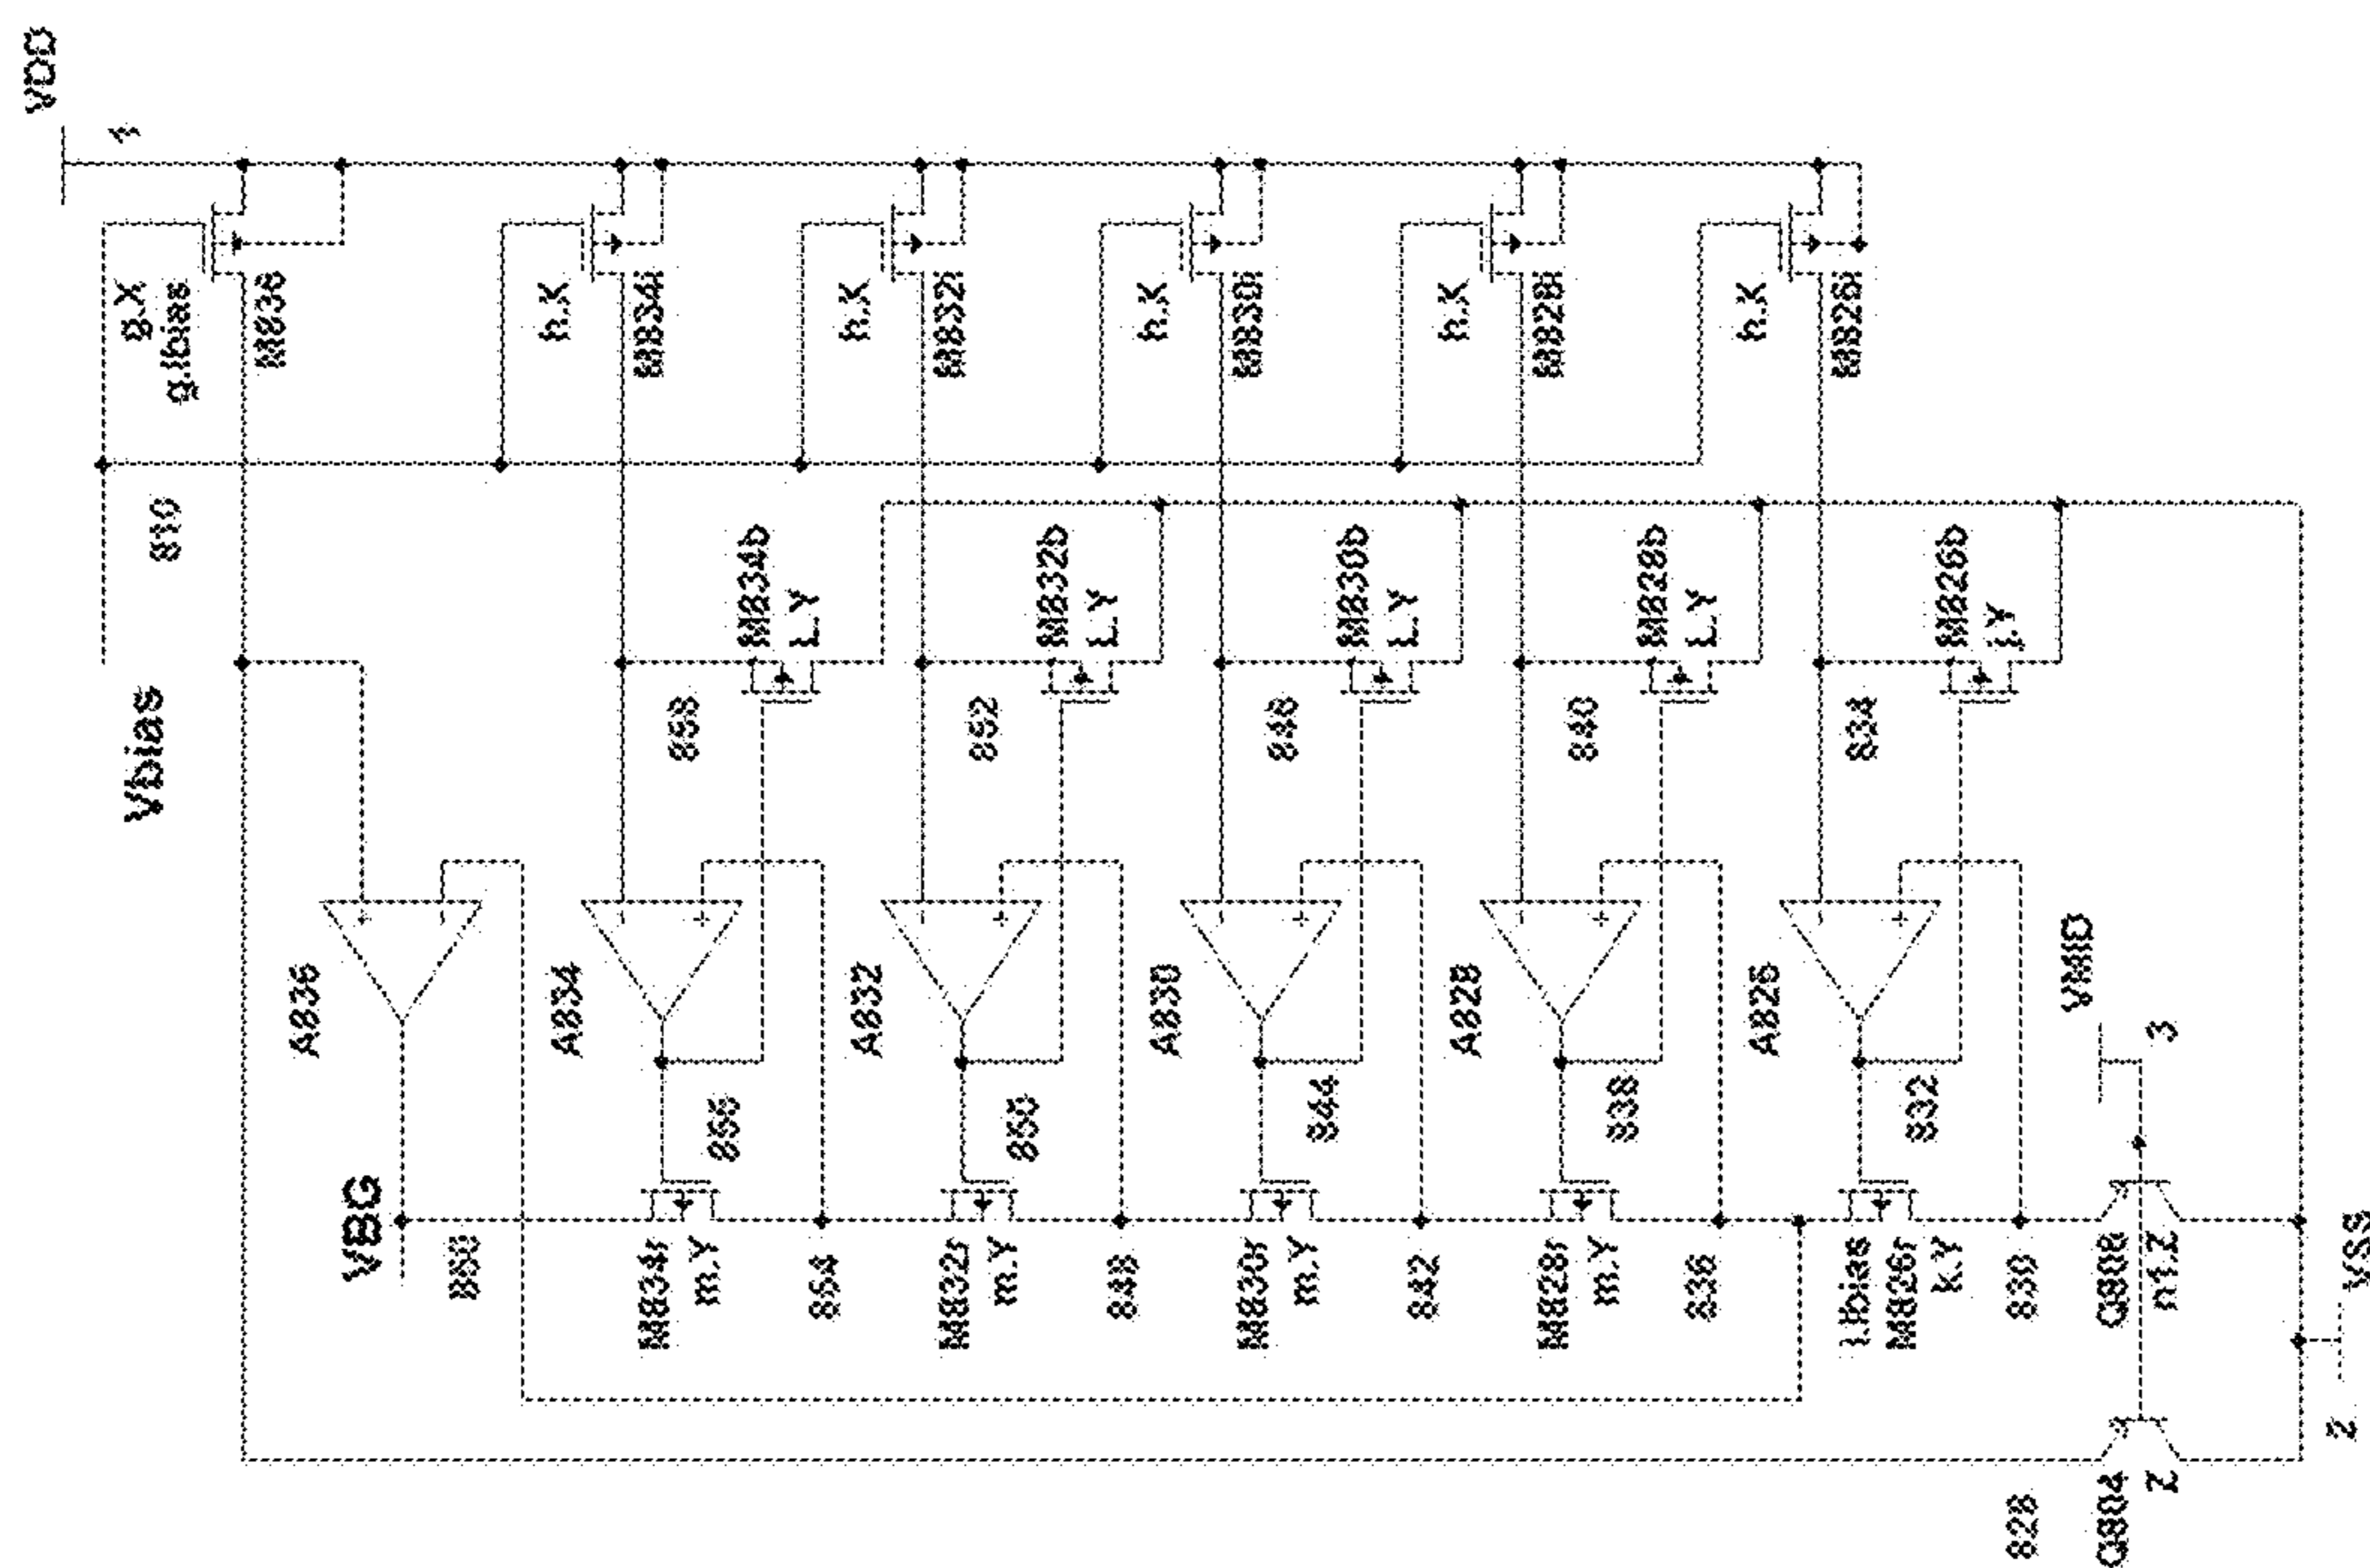 VDD
1
g.X
g.Ibias
M836
h.K
M834i
h.K
M832i
h.K
M830i
h.K
M828i
h.K
M826i
810
Vbias
M834b
L.Y
M832b
L.Y
M830b
L.Y
M828b
L.Y
M826b
j.Y
858
852
846
840
834
A836
A834
A832
A830
A828
A826
VMID
3
856
850
844
838
832
VBG
860
M834r
m.Y
854
M832r
m.Y
848
M830r
m.Y
842
M828r
m.Y
836
i.Ibias
M826r
k.Y
830
Q808
n1.Z
VSS
2
828
Q804
Z